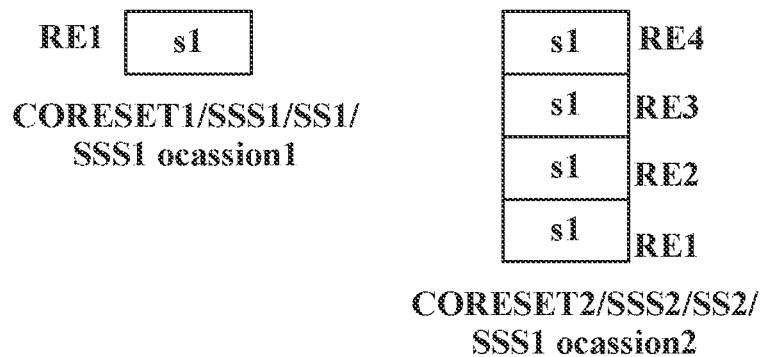 RE1 s1
CORESET1/SSS1/SS1/
SSS1 ocassion1
s1 RE4
s1 RE3
s1 RE2
s1 RE1
CORESET2/SSS2/SS2/
SSS1 ocassion2